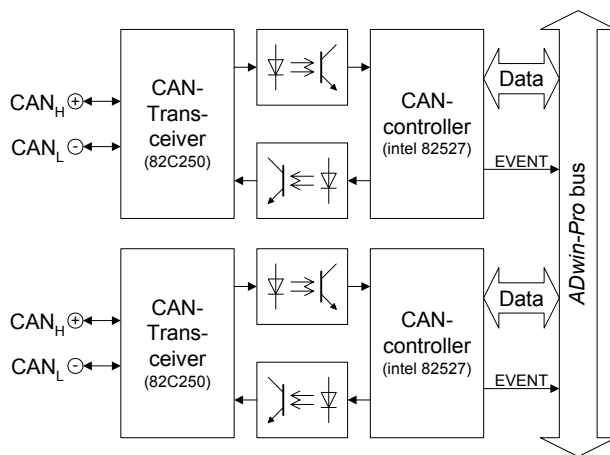 CAN-
Trans-
ceiver
(82C250)
CANH +
CANL -
CAN-
controller
(intel 82527)
Data
EVENT
ADwin-Pro bus
CAN-
Trans-
ceiver
(82C250)
CANH +
CANL -
CAN-
controller
(intel 82527)
Data
EVENT